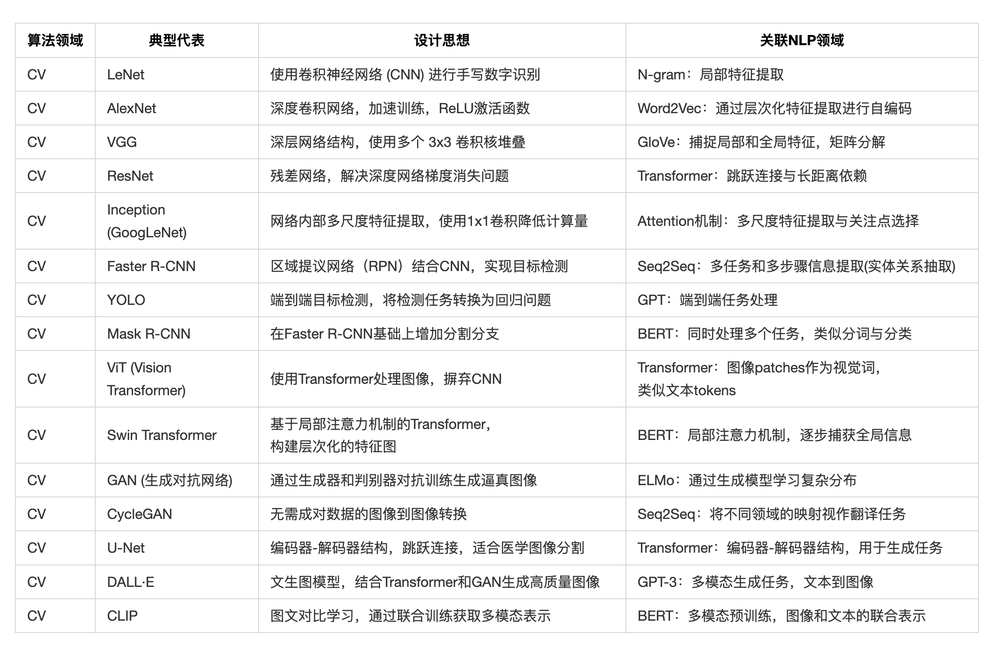 算法领域 典型代表 设计思想 关联NLP领域
CV LeNet 使用卷积神经网络 (CNN) 进行手写数字识别 N-gram：局部特征提取
CV AlexNet 深度卷积网络，加速训练，ReLU激活函数 Word2Vec：通过层次化特征提取进行自编码
CV VGG 深层网络结构，使用多个 3x3 卷积核堆叠 GloVe：捕捉局部和全局特征，矩阵分解
CV ResNet 残差网络，解决深度网络梯度消失问题 Transformer：跳跃连接与长距离依赖
CV Inception
(GoogLeNet) 网络内部多尺度特征提取，使用1x1卷积降低计算量 Attention机制：多尺度特征提取与关注点选择
CV Faster R-CNN 区域提议网络（RPN）结合CNN，实现目标检测 Seq2Seq：多任务和多步骤信息提取(实体关系抽取)
CV YOLO 端到端目标检测，将检测任务转换为回归问题 GPT：端到端任务处理
CV Mask R-CNN 在Faster R-CNN基础上增加分割分支 BERT：同时处理多个任务，类似分词与分类
CV ViT (Vision
Transformer) 使用Transformer处理图像，摒弃CNN Transformer：图像patches作为视觉词，
类似文本tokens
CV Swin Transformer 基于局部注意力机制的Transformer，
构建层次化的特征图 BERT：局部注意力机制，逐步捕获全局信息
CV GAN (生成对抗网络) 通过生成器和判别器对抗训练生成逼真图像 ELMo：通过生成模型学习复杂分布
CV CycleGAN 无需成对数据的图像到图像转换 Seq2Seq：将不同领域的映射视作翻译任务
CV U-Net 编码器-解码器结构，跳跃连接，适合医学图像分割 Transformer：编码器-解码器结构，用于生成任务
CV DALL·E 文生图模型，结合Transformer和GAN生成高质量图像 GPT-3：多模态生成任务，文本到图像
CV CLIP 图文对比学习，通过联合训练获取多模态表示 BERT：多模态预训练，图像和文本的联合表示